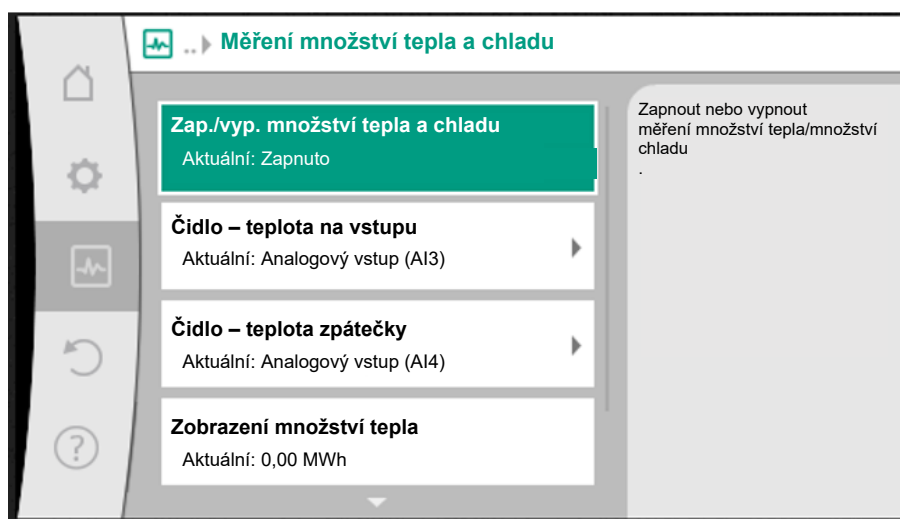 .. Měření množství tepla a chladu
Zap./vyp. množství tepla a chladu
Aktuální: Zapnuto
Čidlo – teplota na vstupu
Aktuální: Analogový vstup (AI3)
Čidlo – teplota zpátečky
Aktuální: Analogový vstup (AI4)
Zobrazení množství tepla
Aktuální: 0,00 MWh
Zapnout nebo vypnout
měření množství tepla/množství
chladu
.
?